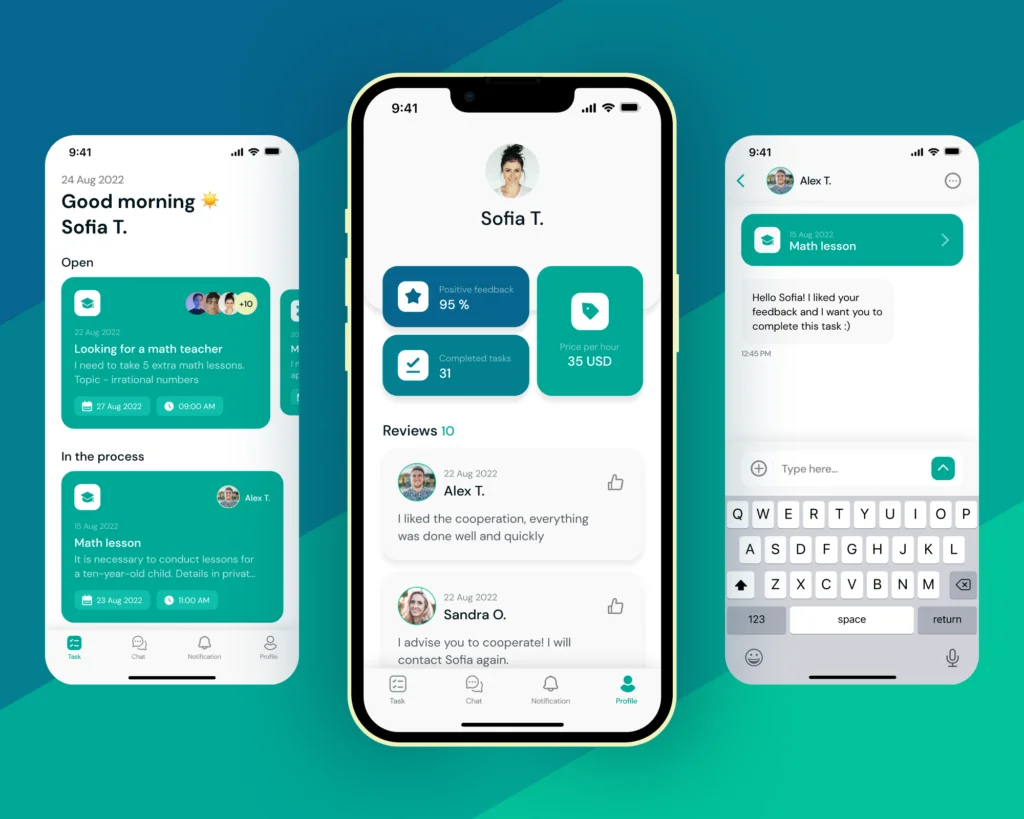 9:41
24 Aug 2022
Good morning ☀️
Sofia T.
Open
+10
22 Aug 2022
Looking for a math teacher
I need to take 5 extra math lessons.
Topic - irrational numbers
27 Aug 2022
09:00 AM
In the process
Alex T.
15 Aug 2022
Math lesson
It is necessary to conduct lessons for
a ten-year-old child. Details in privat...
23 Aug 2022
11:00 AM
Task
Chat
Notification
Profile
9:41
Sofia T.
Positive feedback
95 %
Completed tasks
31
Price per hour
35 USD
Reviews 10
22 Aug 2022
Alex T.
I liked the cooperation, everything
was done well and quickly
22 Aug 2022
Sandra O.
I advise you to cooperate! I will
contact Sofia again.
Task
Chat
Notification
Profile
9:41
Alex T.
15 Aug 2022
Math lesson
Hello Sofia! I liked your
feedback and I want you to
complete this task :)
12:45 PM
Type here...
Q W E R T Y U I O P
A S D F G H J K L
Z X C V B N M
123
space
return